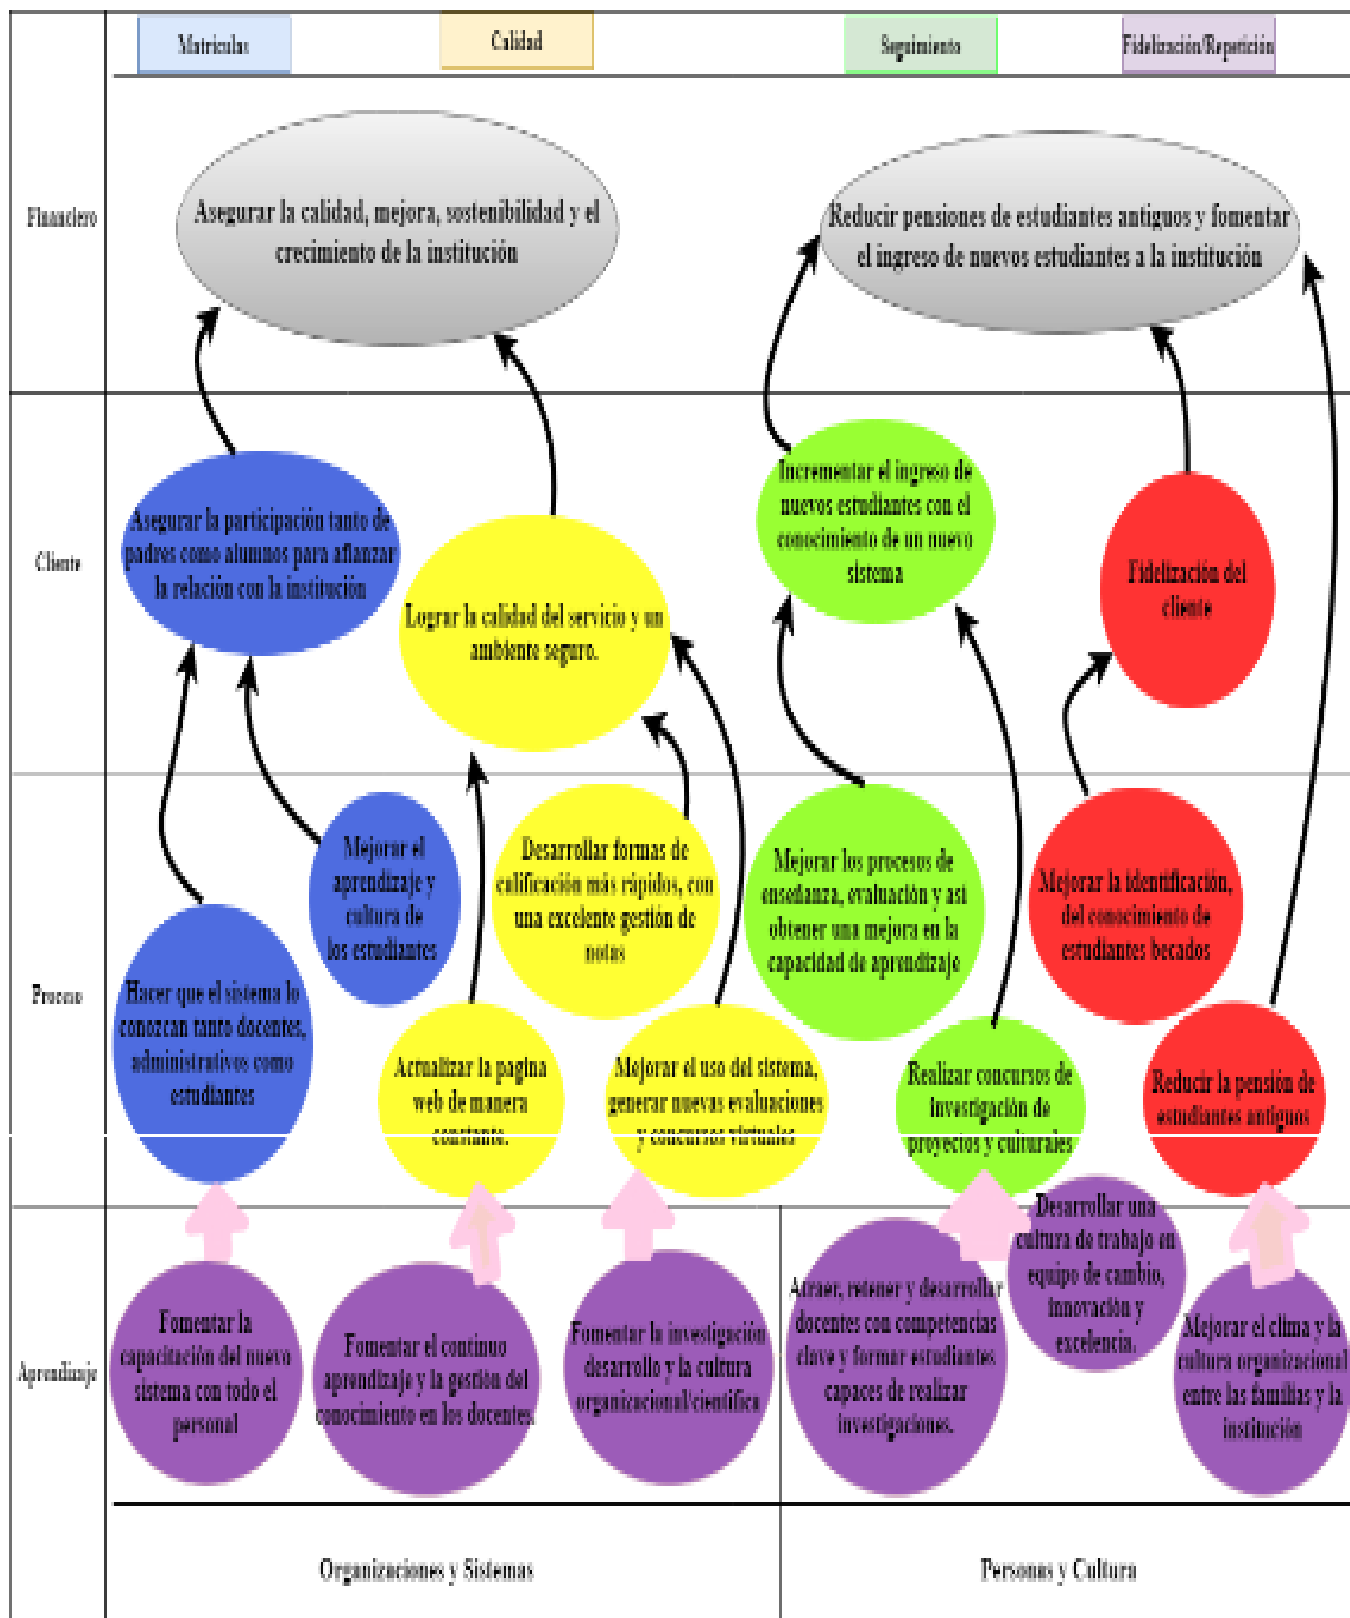 Matriculas
Calidad
Seguimiento
Fidelización/Repetición
Financiero
Asegurar la calidad, mejora, sostenibilidad y el
crecimiento de la institución
Reducir pensiones de estudiantes antiguos y fomentar
el ingreso de nuevos estudiantes a la institución
Cliente
Asegurar la participación tanto de
padres como alumnos para afianzar
la relación con la institución
Lograr la calidad del servicio y un
ambiente seguro.
Incrementar el ingreso de
nuevos estudiantes con el
conocimiento de un nuevo
sistema
Fidelización del
cliente
Proceso
Hacer que el sistema lo
conozcan tanto docentes,
administrativos como
estudiantes
Mejorar el
aprendizaje y
cultura de
los estudiantes
Actualizar la pagina
web de manera
constante.
Desarrollar formas de
calificación más rápidos, con
una excelente gestión de
notas
Mejorar el uso del sistema,
generar nuevas evaluaciones
y concursos virtuales
Mejorar los procesos de
enseñanza, evaluación y así
obtener una mejora en la
capacidad de aprendizaje
Realizar concursos de
investigación de
proyectos y culturales
Mejorar la identificación,
del conocimiento de
estudiantes becados
Reducir la pensión de
estudiantes antiguos
Aprendizaje
Fomentar la
capacitación del nuevo
sistema con todo el
personal
Fomentar el continuo
aprendizaje y la gestión del
conocimiento en los docentes.
Fomentar la investigación
desarrollo y la cultura
organizacional/científica
Atraer, retener y desarrollar
docentes con competencias
clave y formar estudiantes
capaces de realizar
investigaciones.
Desarrollar una
cultura de trabajo en
equipo de cambio,
innovación y
excelencia.
Mejorar el clima y la
cultura organizacional
entre las familias y la
institución
Organizaciones y Sistemas
Personas y Cultura